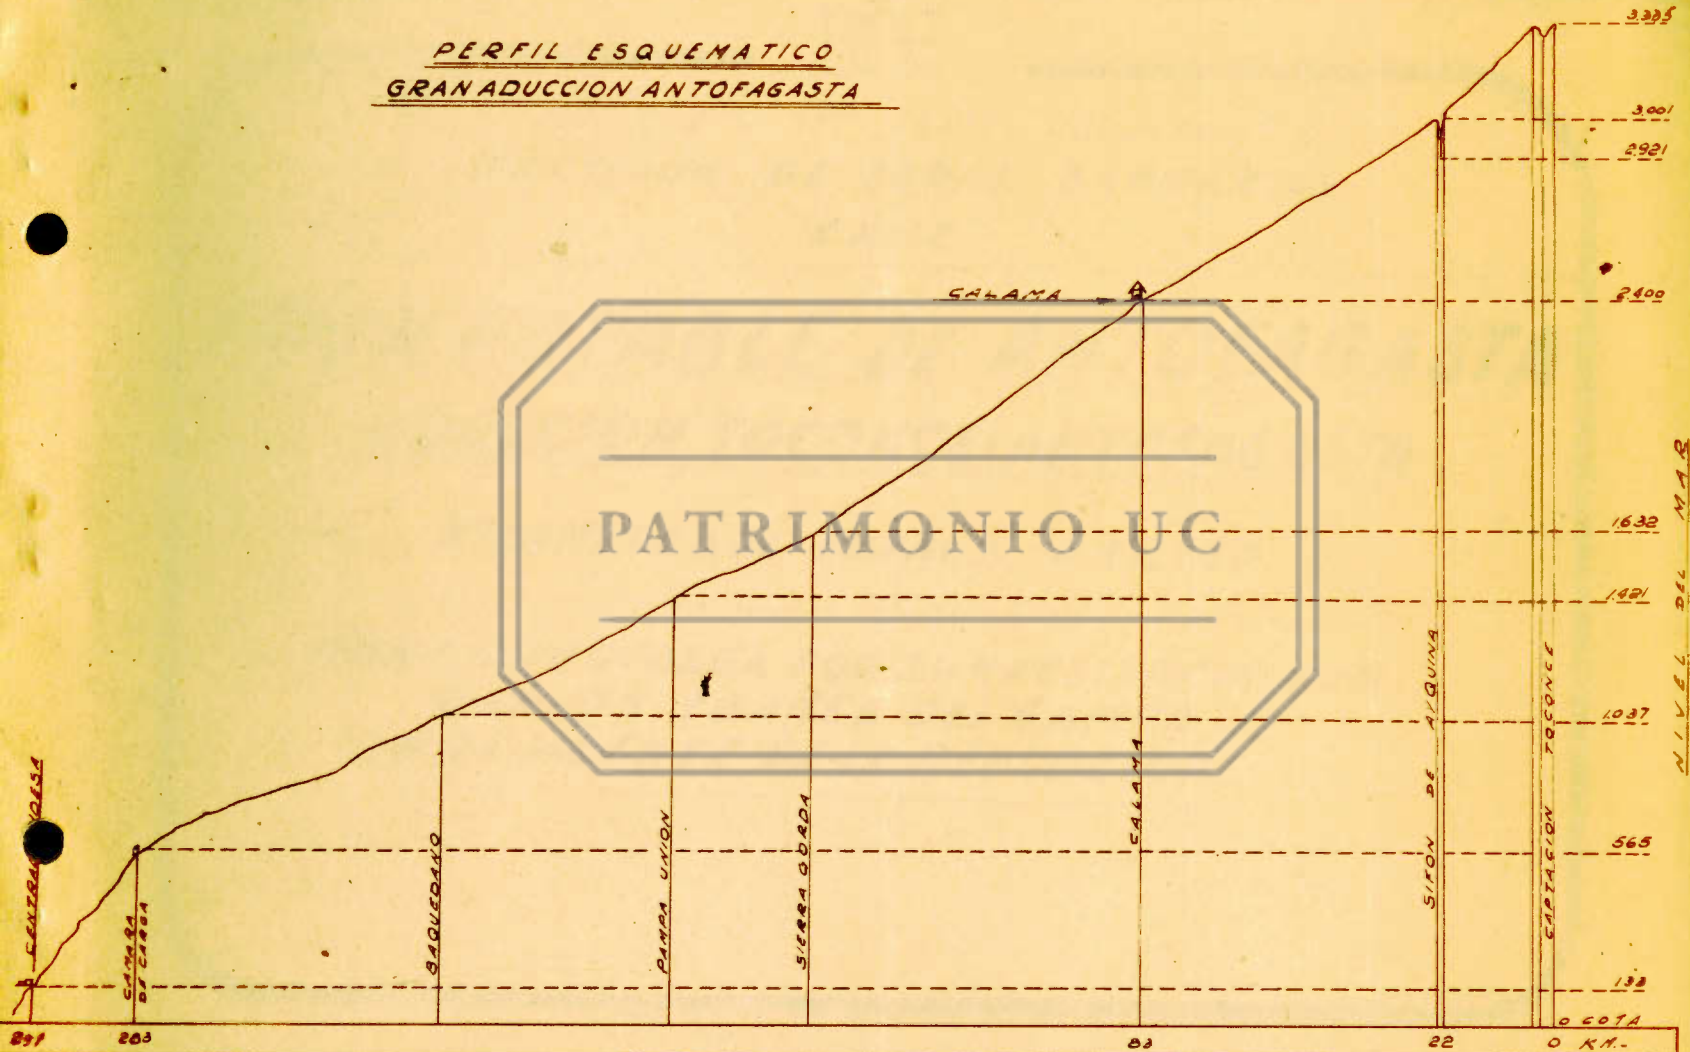 PERFIL ESQUEMATICO
GRAN ADUCCION ANTOFAGASTA
3.335
3.001
2.921
CALAMA
2.400
PATRIMONIO UC
1.632
1.421
1.037
565
133
NIVEL DEL MAR
CENTRAL
CAMARA
DE CARGA
BAQUEDANO
PAMPA UNION
SIERRA GORDA
CALAMA
SIFON DE AYQUINA
CAPTACION TOCONCE
0 COTA
291
283
83
22
0 KM.-